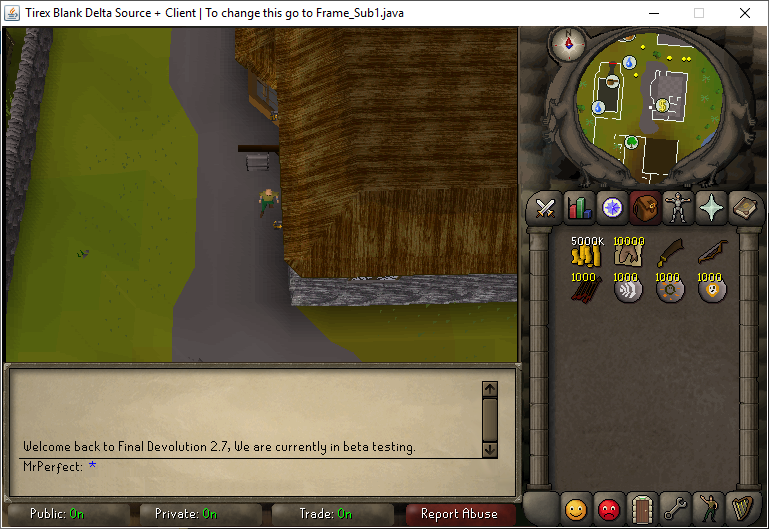 Tirex Blank Delta Source + Client | To change this go to Frame_Sub1.java
N
5000K 10000
1000 1000 1000 1000
Welcome back to Final Devolution 2.7, We are currently in beta testing.
MrPerfect: *
Public: On Private: On Trade: On Report Abuse